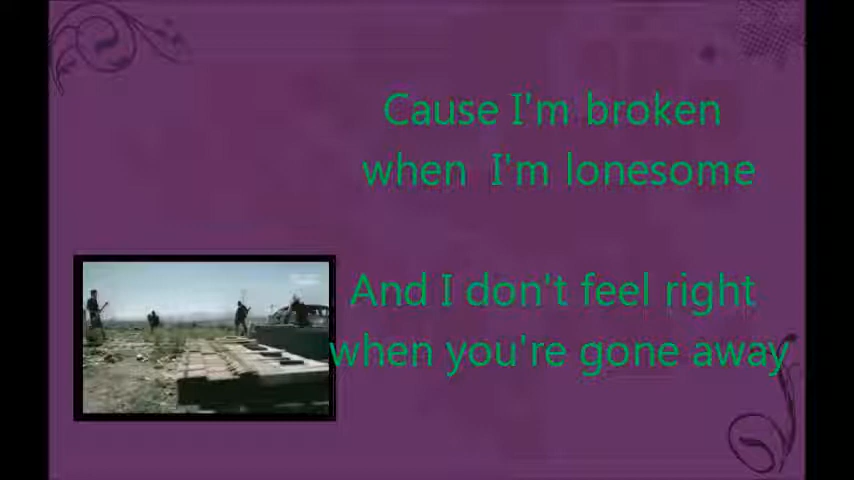 Cause I'm broken
when I'm lonesome
And I don't feel right
when you're gone away